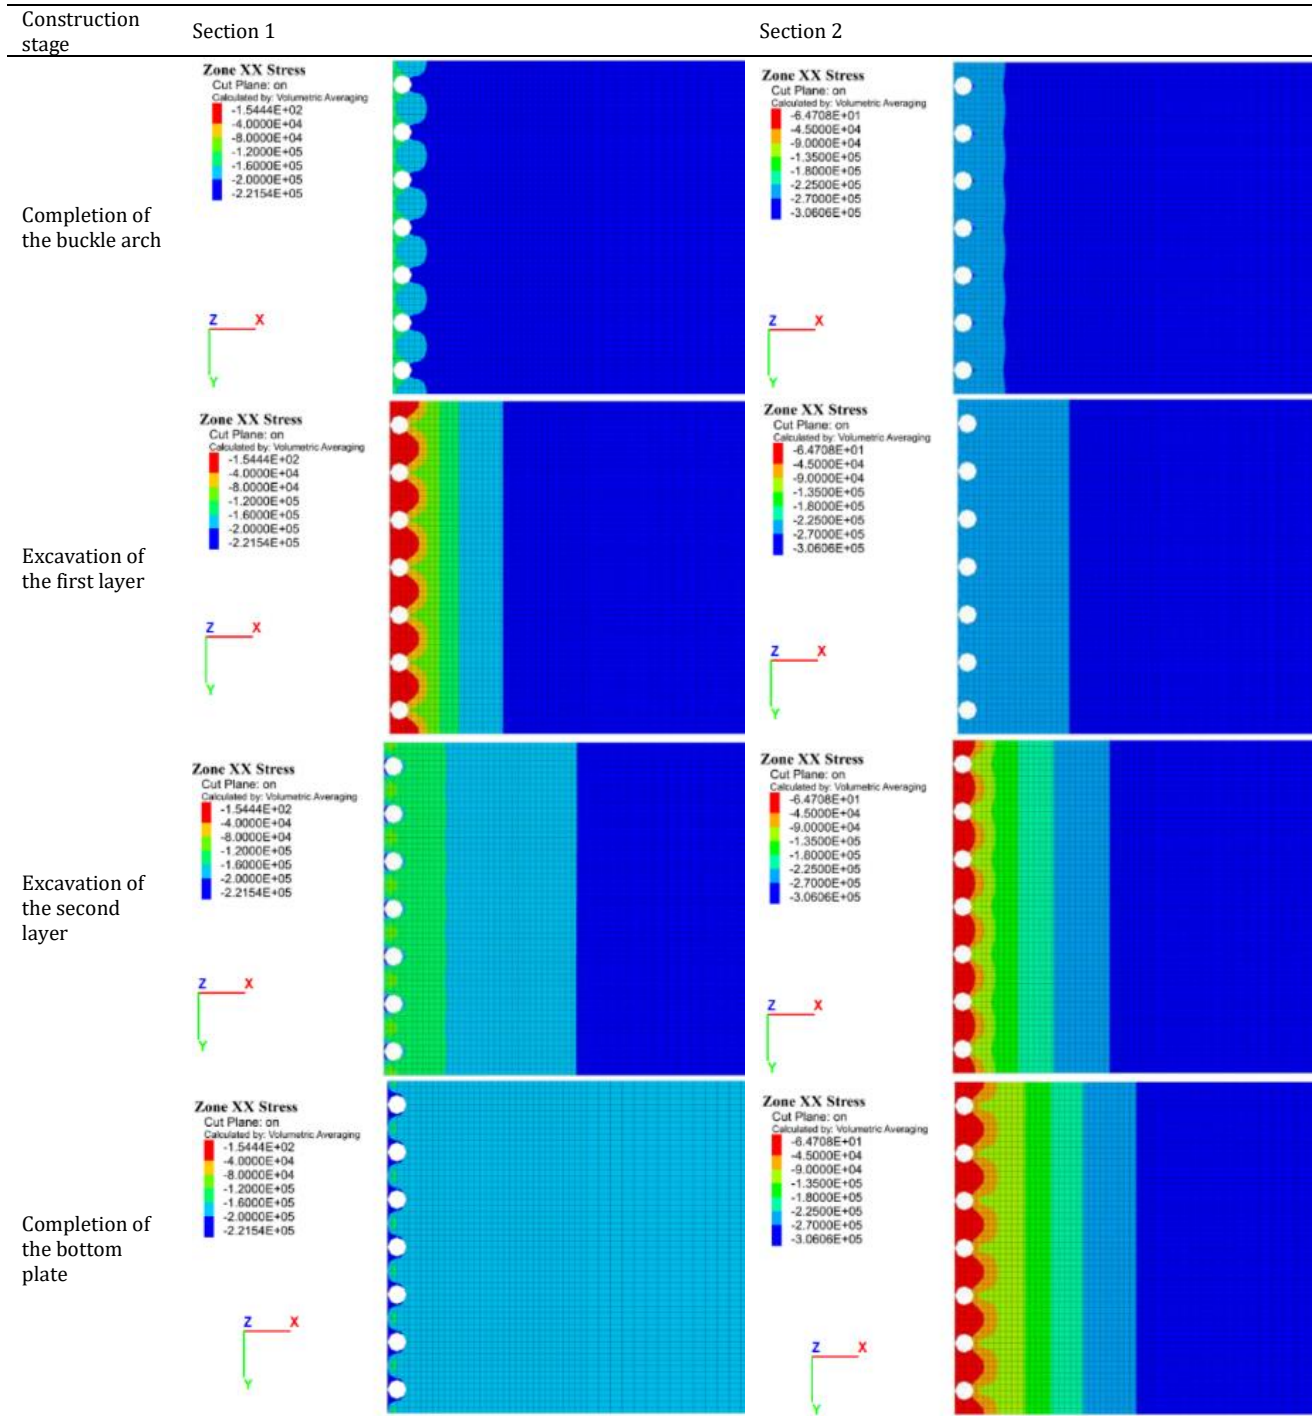 Construction
stage
Section 1
Section 2
Completion of
the buckle arch
Zone XX Stress
Cut Plane: on
Calculated by: Volumetric Averaging
-1.5444E+02
-4.0000E+04
-8.0000E+04
-1.2000E+05
-1.6000E+05
-2.0000E+05
-2.2154E+05
Z X
Y
Zone XX Stress
Cut Plane: on
Calculated by: Volumetric Averaging
-6.4708E+01
-4.5000E+04
-9.0000E+04
-1.3500E+05
-1.8000E+05
-2.2500E+05
-2.7000E+05
-3.0606E+05
Z X
Y
Excavation of
the first layer
Zone XX Stress
Cut Plane: on
Calculated by: Volumetric Averaging
-1.5444E+02
-4.0000E+04
-8.0000E+04
-1.2000E+05
-1.6000E+05
-2.0000E+05
-2.2154E+05
Z X
Y
Zone XX Stress
Cut Plane: on
Calculated by: Volumetric Averaging
-6.4708E+01
-4.5000E+04
-9.0000E+04
-1.3500E+05
-1.8000E+05
-2.2500E+05
-2.7000E+05
-3.0606E+05
Z X
Y
Excavation of
the second
layer
Zone XX Stress
Cut Plane: on
Calculated by: Volumetric Averaging
-1.5444E+02
-4.0000E+04
-8.0000E+04
-1.2000E+05
-1.6000E+05
-2.0000E+05
-2.2154E+05
Z X
Y
Zone XX Stress
Cut Plane: on
Calculated by: Volumetric Averaging
-6.4708E+01
-4.5000E+04
-9.0000E+04
-1.3500E+05
-1.8000E+05
-2.2500E+05
-2.7000E+05
-3.0606E+05
Z X
Y
Completion of
the bottom
plate
Zone XX Stress
Cut Plane: on
Calculated by: Volumetric Averaging
-1.5444E+02
-4.0000E+04
-8.0000E+04
-1.2000E+05
-1.6000E+05
-2.0000E+05
-2.2154E+05
Z X
Y
Zone XX Stress
Cut Plane: on
Calculated by: Volumetric Averaging
-6.4708E+01
-4.5000E+04
-9.0000E+04
-1.3500E+05
-1.8000E+05
-2.2500E+05
-2.7000E+05
-3.0606E+05
Z X
Y